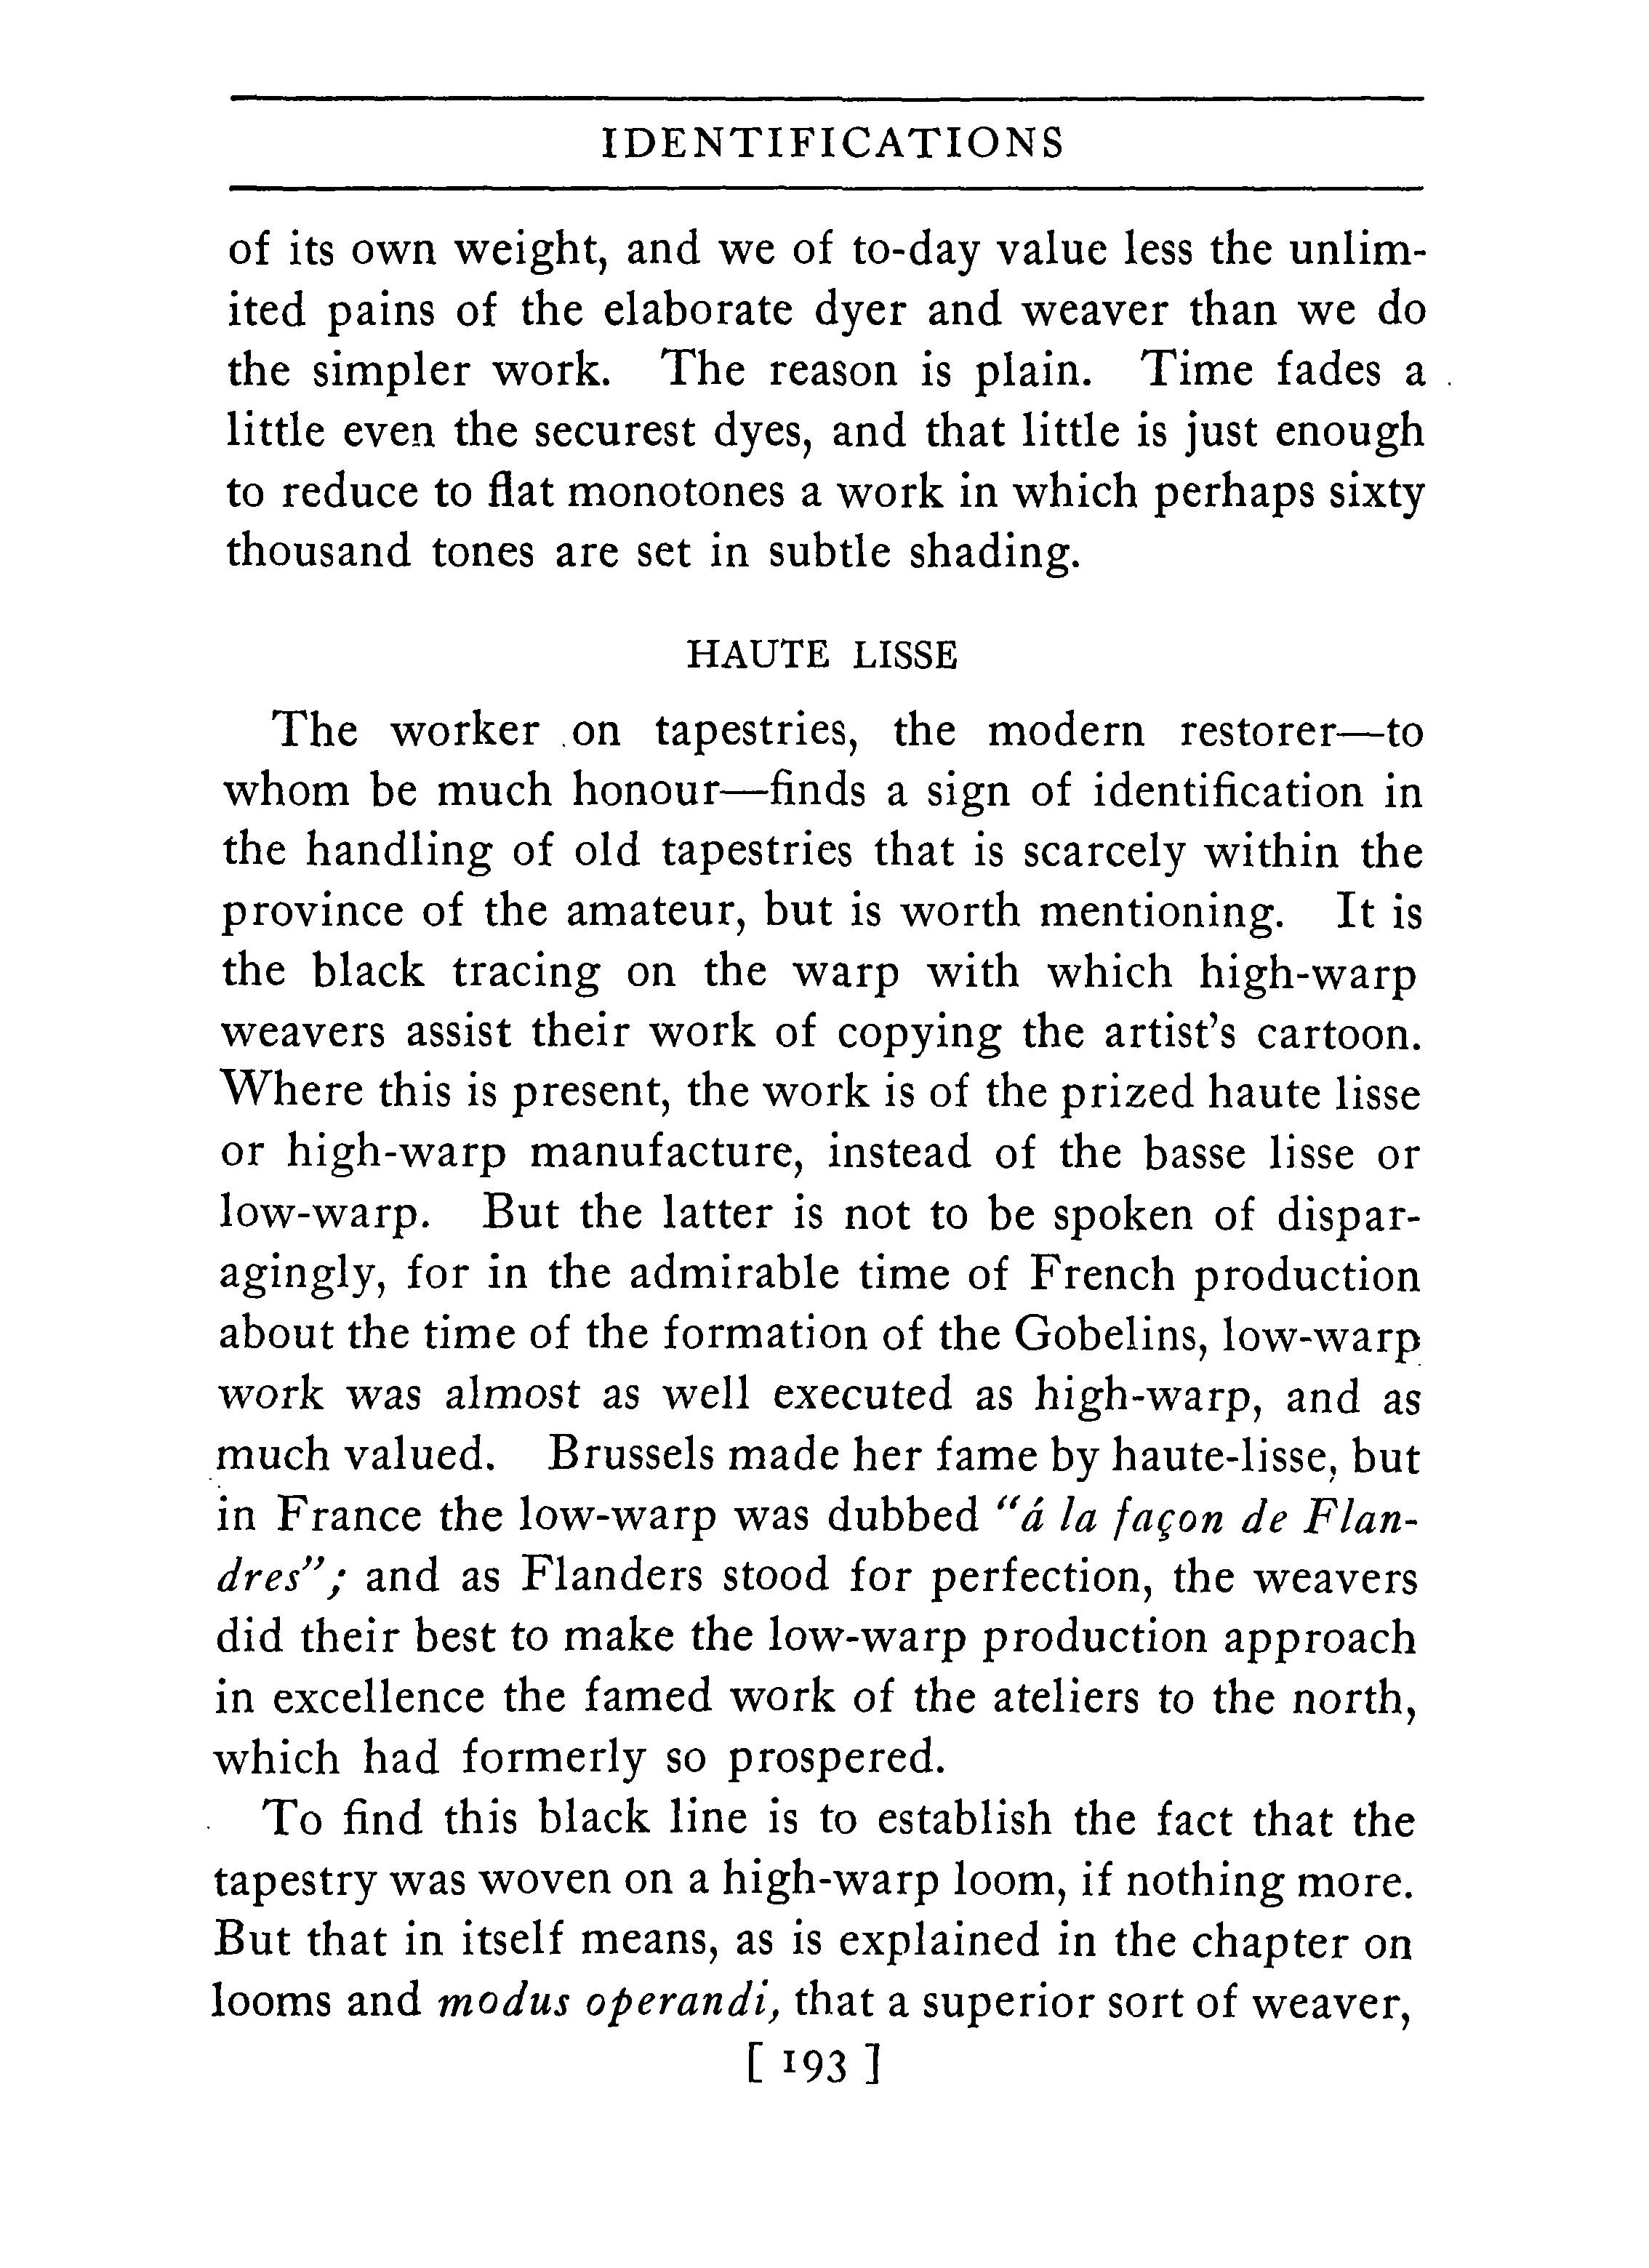 IDENTIFICATIONS
of its own weight, and we of to-day value less the unlim-
ited pains of the elaborate dyer and weaver than we do
the simpler work. The reason is plain. Time fades a
little even the securest dyes, and that little is just enough
to reduce to flat monotones a work in which perhaps sixty
thousand tones are set in subtle shading.
HAUTE LISSE
The worker on tapestries, the modern restorer—to
whom be much honour—finds a sign of identification in
the handling of old tapestries that is scarcely within the
province of the amateur, but is worth mentioning. It is
the black tracing on the warp with which high-warp
weavers assist their work of copying the artist's cartoon.
Where this is present, the work is of the prized haute lisse
or high-warp manufacture, instead of the basse lisse or
low-warp. But the latter is not to be spoken of dispar-
agingly, for in the admirable time of French production
about the time of the formation of the Gobelins, low-warp
work was almost as well executed as high-warp, and as
much valued. Brussels made her fame by haute-lisse, but
in France the low-warp was dubbed "á la façon de Flan-
dres"; and as Flanders stood for perfection, the weavers
did their best to make the low-warp production approach
in excellence the famed work of the ateliers to the north,
which had formerly so prospered.
To find this black line is to establish the fact that the
tapestry was woven on a high-warp loom, if nothing more.
But that in itself means, as is explained in the chapter on
looms and modus operandi, that a superior sort of weaver,
[ 193 ]